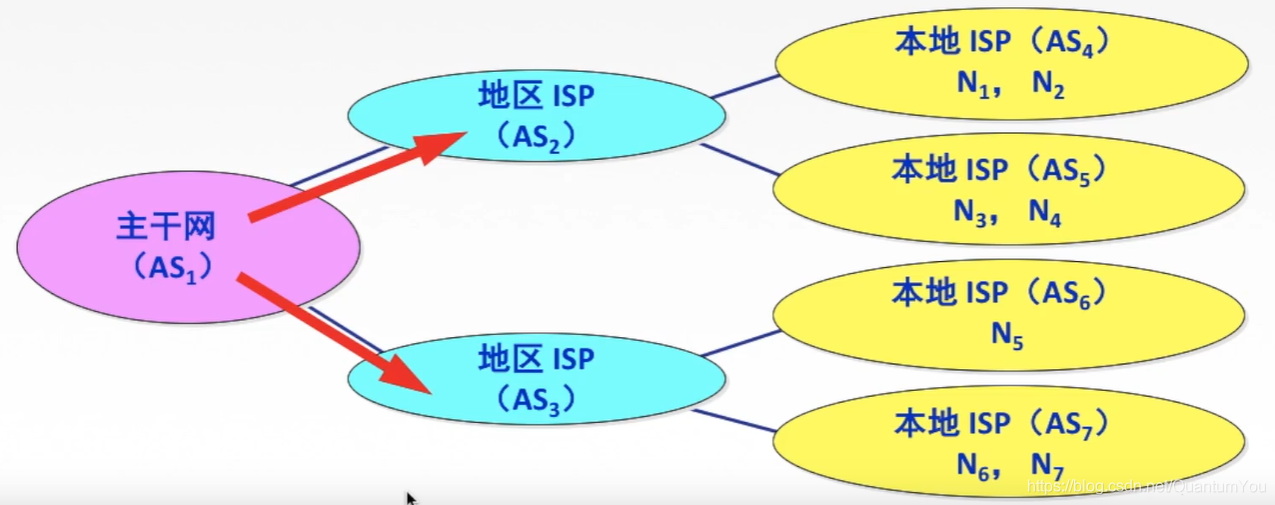 主干网
（AS₁）
地区 ISP
（AS₂）
地区 ISP
（AS₃）
本地 ISP（AS₄）
N₁， N₂
本地 ISP（AS₅）
N₃， N₄
本地 ISP（AS₆）
N₅
本地 ISP（AS₇）
N₆， N₇
https://blog.csdn.net/QuantumYou